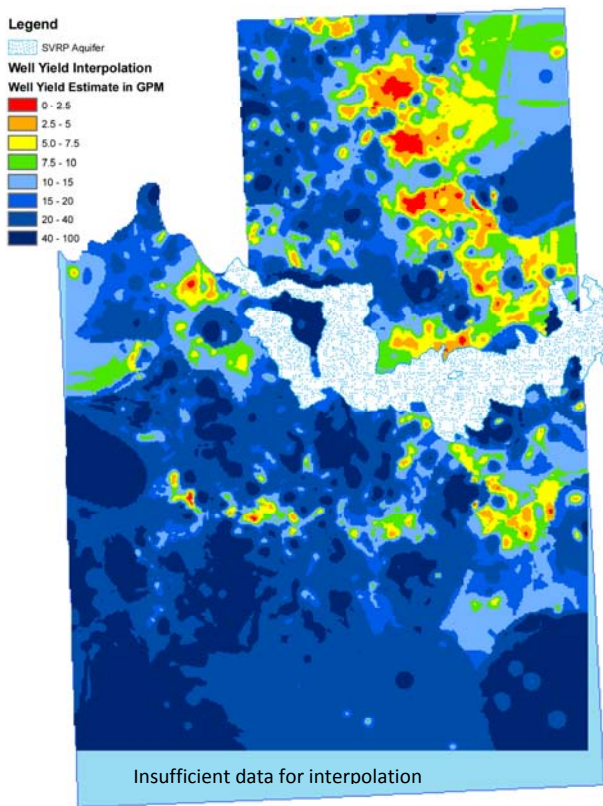 Legend
SVRP Aquifer
Well Yield Interpolation
Well Yield Estimate in GPM
0 - 2.5
2.5 - 5
5.0 - 7.5
7.5 - 10
10 - 15
15 - 20
20 - 40
40 - 100
Insufficient data for interpolation